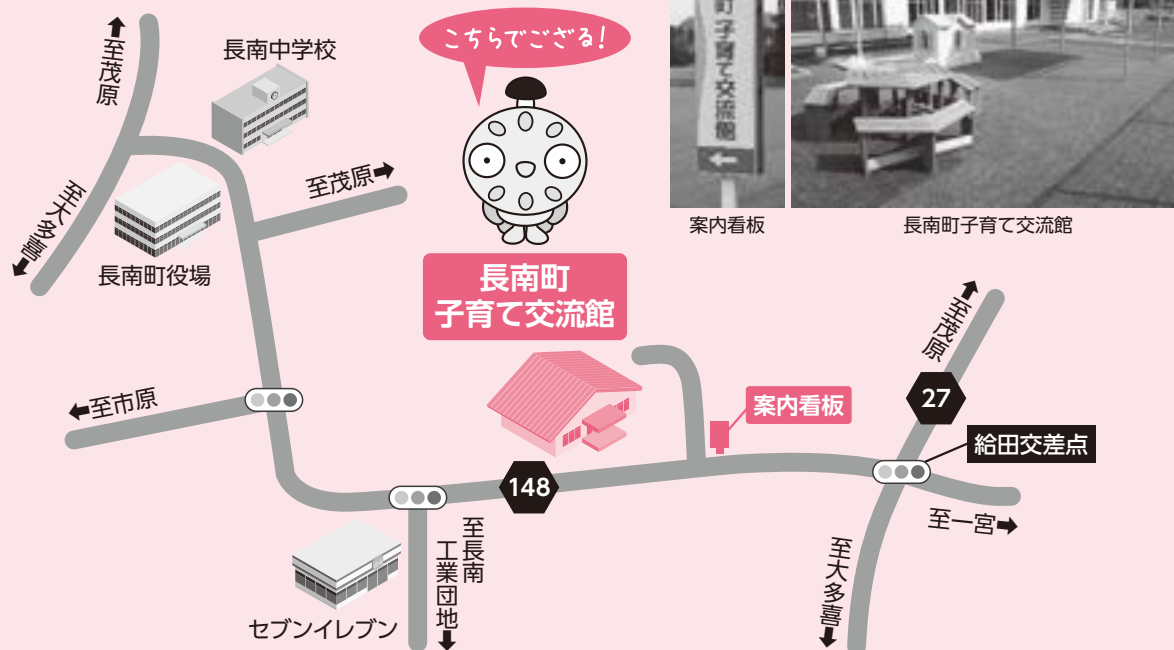 至茂原
長南中学校
こちらでござる!
町子育て交流館
案内看板
長南町子育て交流館
至大多喜
長南町役場
至茂原
長南町
子育て交流館
至茂原
27
案内看板
給田交差点
至市原
148
至一宮
至長南
工業団地
至大多喜
セブンイレブン